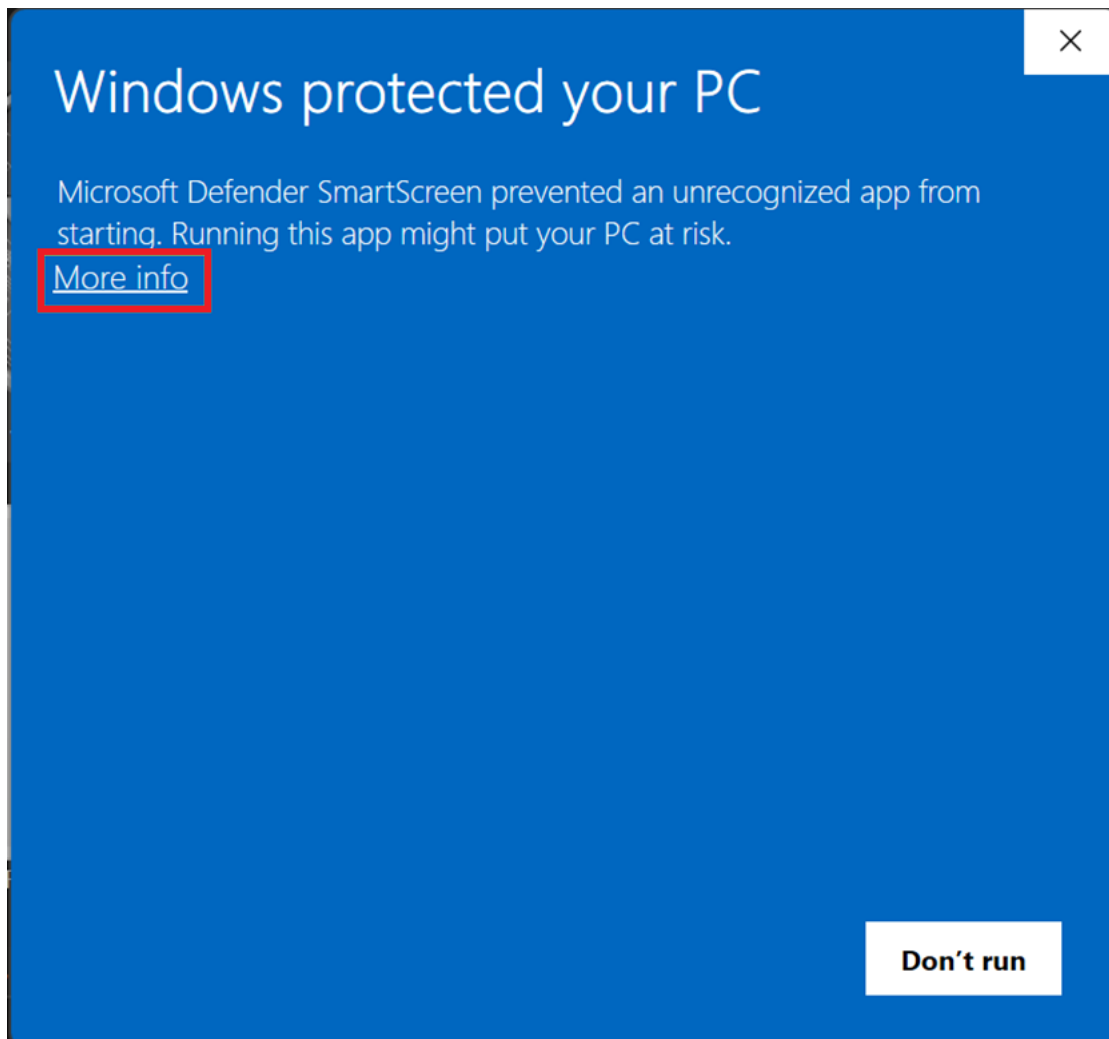 Windows protected your PC
Microsoft Defender SmartScreen prevented an unrecognized app from
starting. Running this app might put your PC at risk.
More info
Don’t run